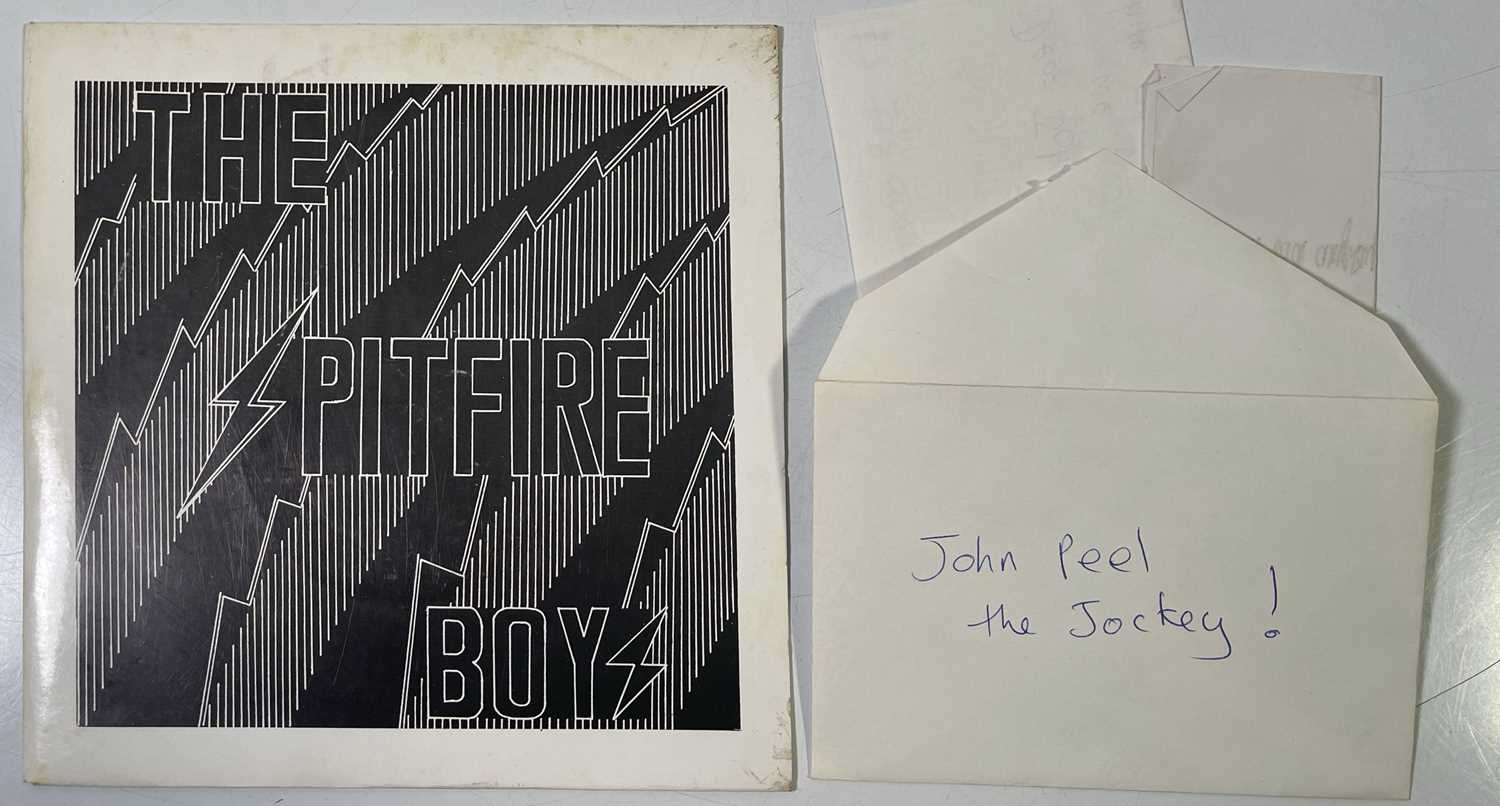 THE
SPITFIRE
BOYS
John Peel
the Jockey!